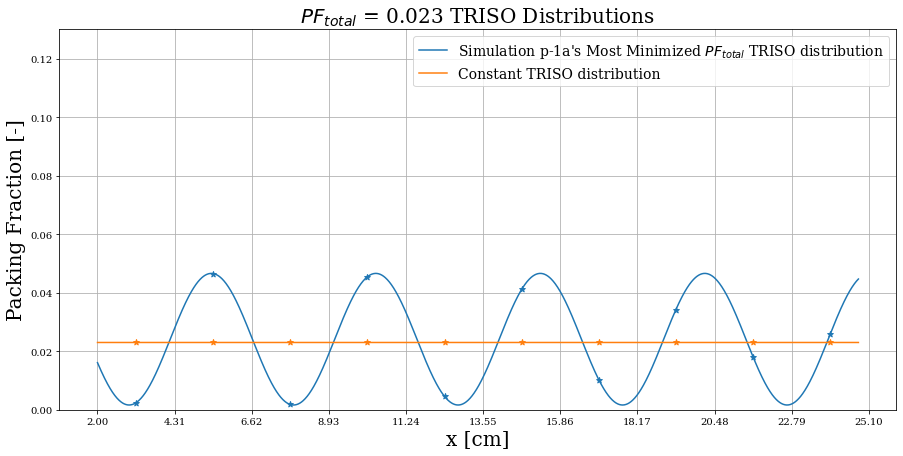 PF_total = 0.023 TRISO Distributions
Simulation p-1a's Most Minimized PF_total TRISO distribution
Constant TRISO distribution
Packing Fraction [-]
0.12
0.10
0.08
0.06
0.04
0.02
0.00
2.00 4.31 6.62 8.93 11.24 13.55 15.86 18.17 20.48 22.79 25.10
x [cm]